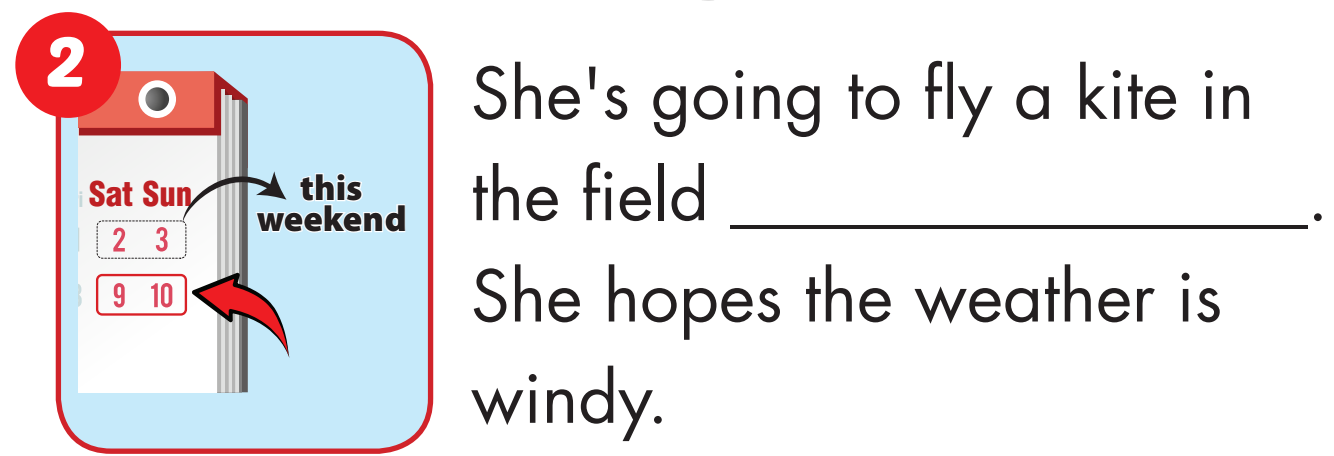 2
Sat Sun
2 3
9 10
this
weekend
She's going to fly a kite in
the field ____________.
She hopes the weather is
windy.